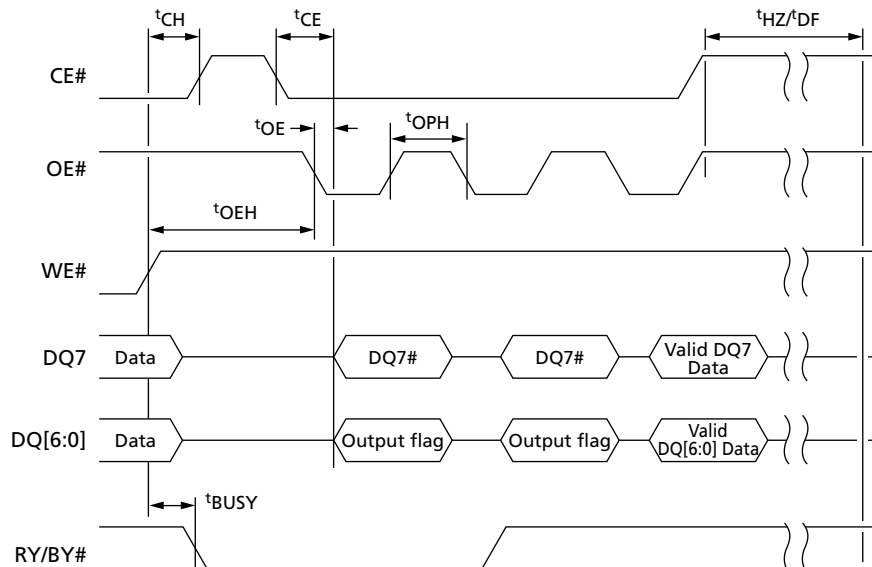 tCH tCE tHZ/tDF
CE#
tOE tOPH
OE#
tOEH
WE#
DQ7 Data DQ7# DQ7# Valid DQ7
Data
DQ[6:0] Data Output flag Output flag Valid
DQ[6:0] Data
tBUSY
RY/BY#